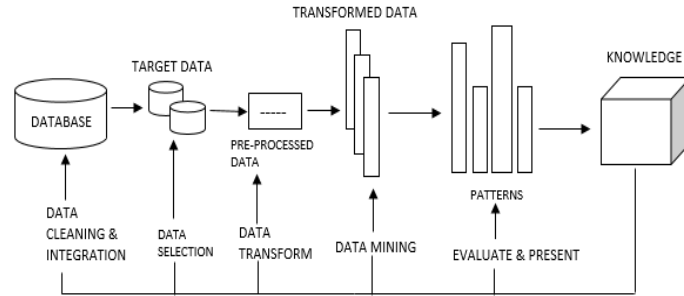 TRANSFORMED DATA
KNOWLEDGE
TARGET DATA
DATABASE
-----
PRE-PROCESSED
DATA
PATTERNS
DATA
CLEANING &
INTEGRATION
DATA
SELECTION
DATA
TRANSFORM
DATA MINING
EVALUATE & PRESENT